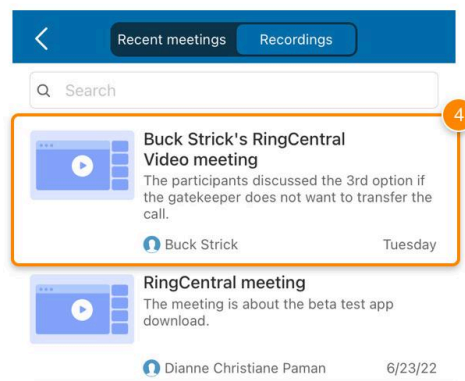 Recent meetings Recordings
Search
4
Buck Strick's RingCentral
Video meeting
The participants discussed the 3rd option if
the gatekeeper does not want to transfer the
call.
Buck Strick Tuesday
RingCentral meeting
The meeting is about the beta test app
download.
Dianne Christiane Paman 6/23/22